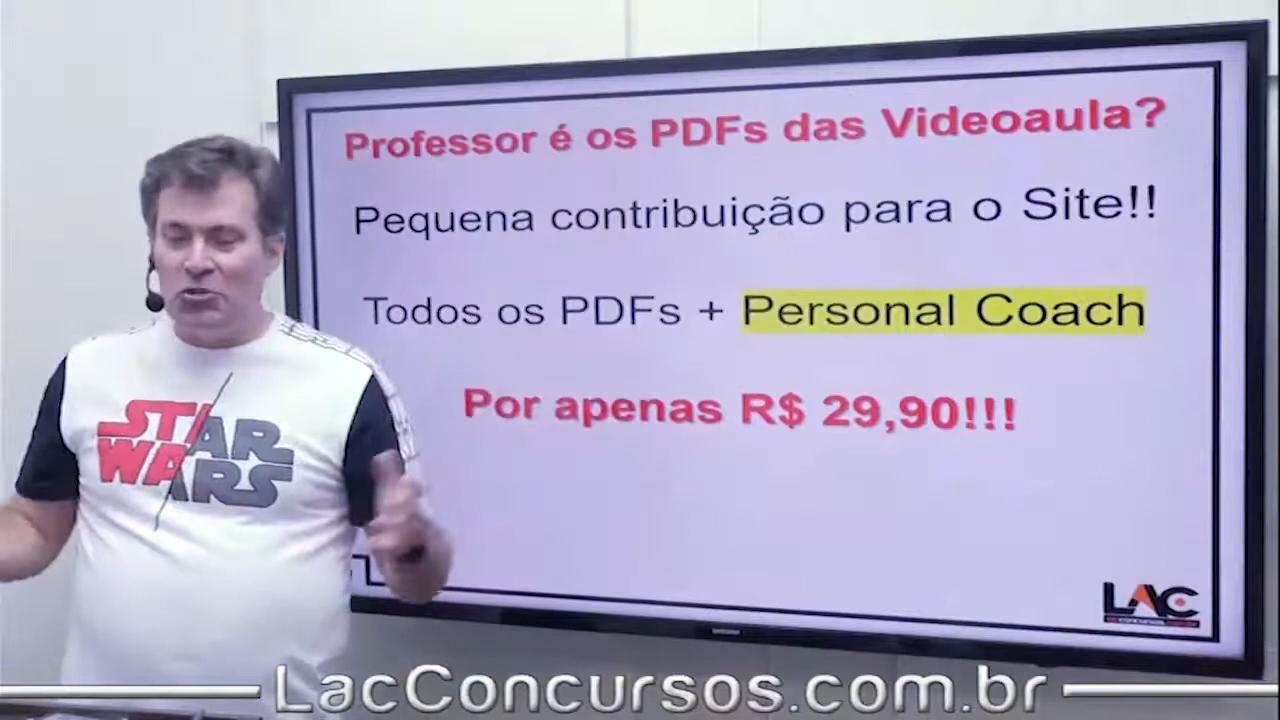 Professor é os PDFs das Videoaula?
Pequena contribuição para o Site!!
Todos os PDFs + Personal Coach
Por apenas R$ 29,90!!!
STAR
WARS
LAC
LacConcursos.com.br